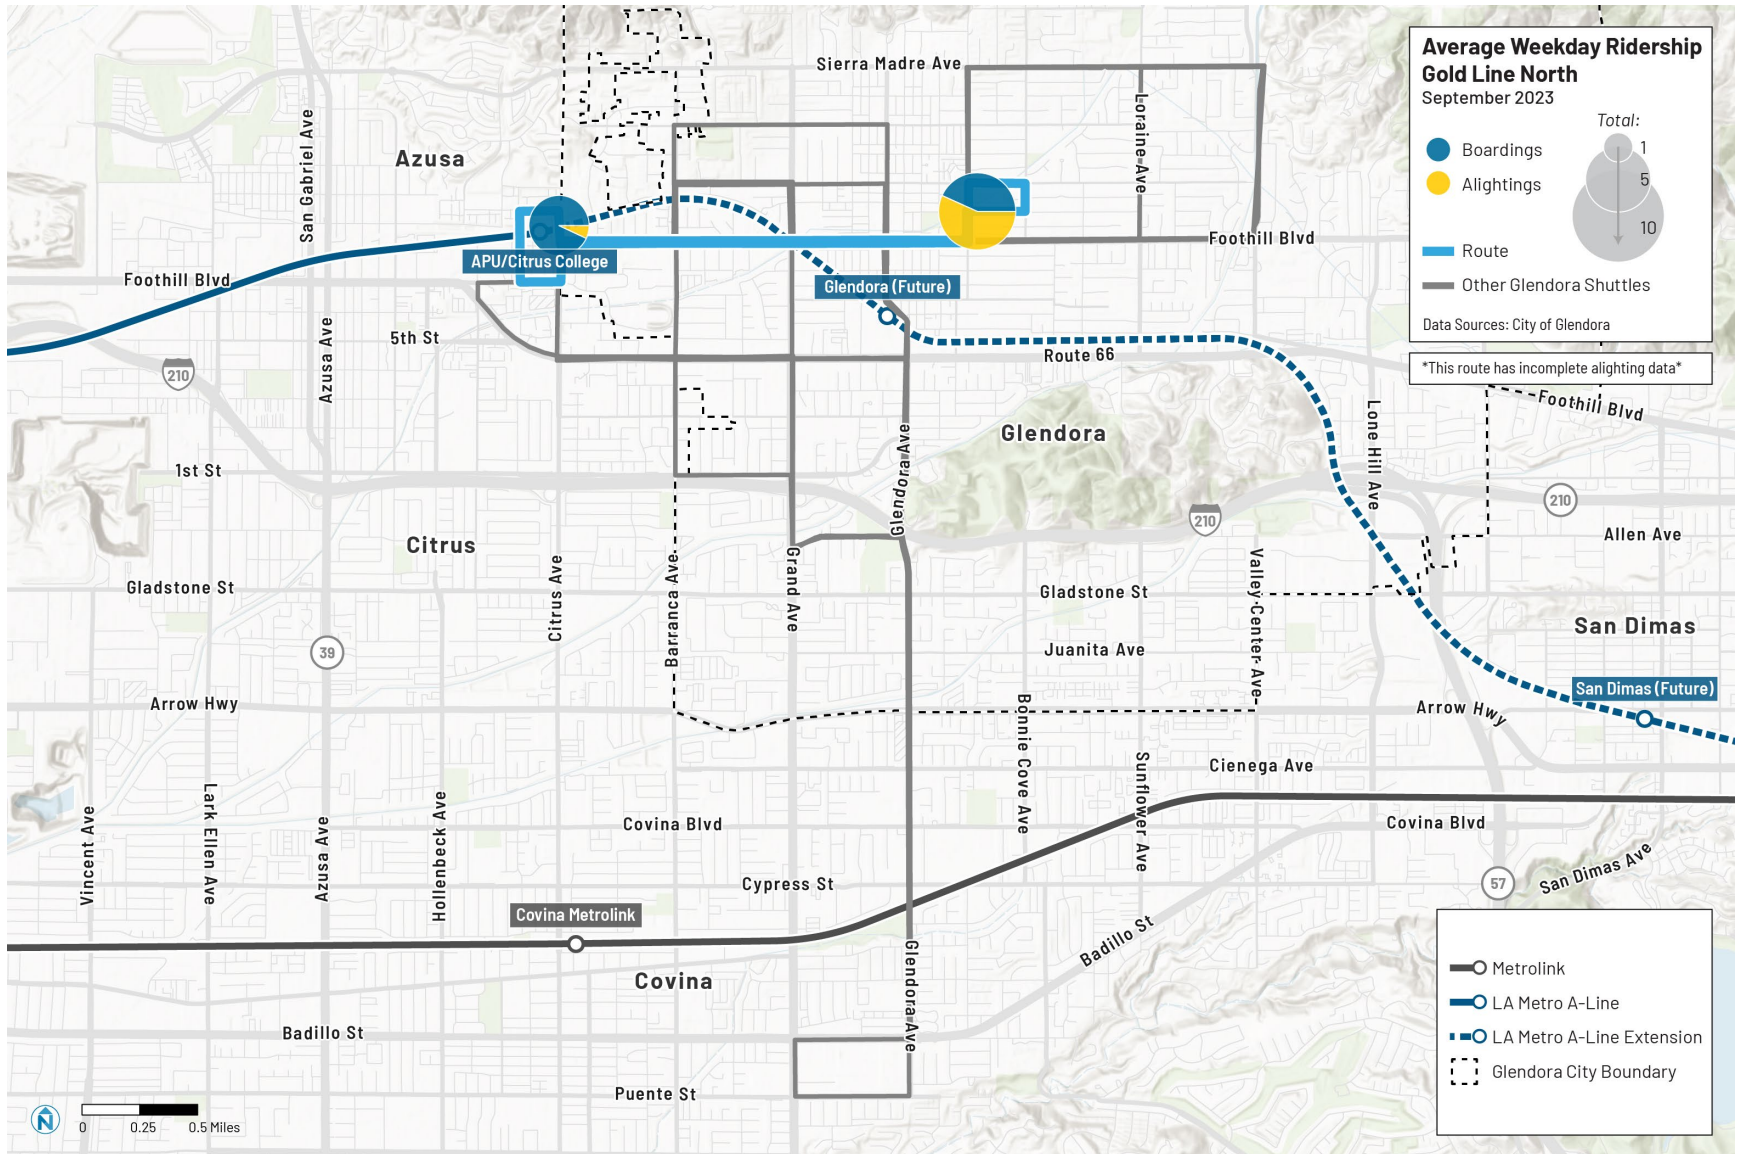 Average Weekday Ridership
Gold Line North
September 2023
Total:
1
5
10
Boardings
Alightings
Route
Other Glendora Shuttles
Data Sources: City of Glendora
*This route has incomplete alighting data*
Sierra Madre Ave
Loraine Ave
San Gabriel Ave
Azusa
Foothill Blvd
APU/Citrus College
Foothill Blvd
Glendora (Future)
5th St
Azusa Ave
Route 66
210
Foothill Blvd
Glendora
Lone Hill Ave
Glendora Ave
1st St
210
210
Allen Ave
Citrus
Gladstone St
Citrus Ave
Barranca Ave
Grand Ave
Gladstone St
Valley Center Ave
San Dimas
39
Juanita Ave
San Dimas (Future)
Arrow Hwy
Bonnie Cove Ave
Arrow Hwy
Sunflower Ave
Cienega Ave
Vincent Ave
Lark Ellen Ave
Azusa Ave
Hollenbeck Ave
Covina Blvd
Covina Blvd
Cypress St
San Dimas Ave
57
Covina Metrolink
Badillo St
Glendora Ave
Covina
Badillo St
Puente St
Metrolink
LA Metro A-Line
LA Metro A-Line Extension
Glendora City Boundary
N
0 0.25 0.5 Miles